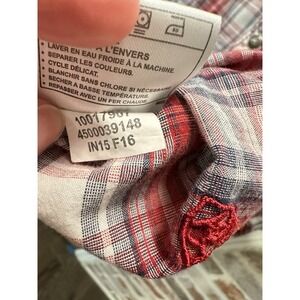 À L'ENVERS
• LAVER EN EAU FROIDE À LA MACHINE.
SÉPARER LES COULEURS.
• CYCLE DÉLICAT.
BLANCHIR SANS CHLORE SI NÉCESSAIRE.
SÉCHER A BASSE TEMPÉRATURE.
REPASSER AVEC UN FER CHAUDE.
4500039148
IN15 F16